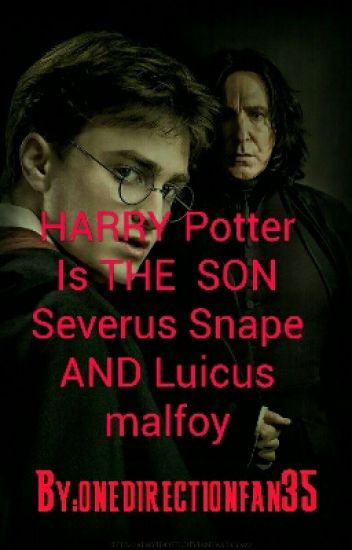 HARRY Potter
Is THE SON
Severus Snape
AND Luicus
malfoy
By:onedirectionfan35